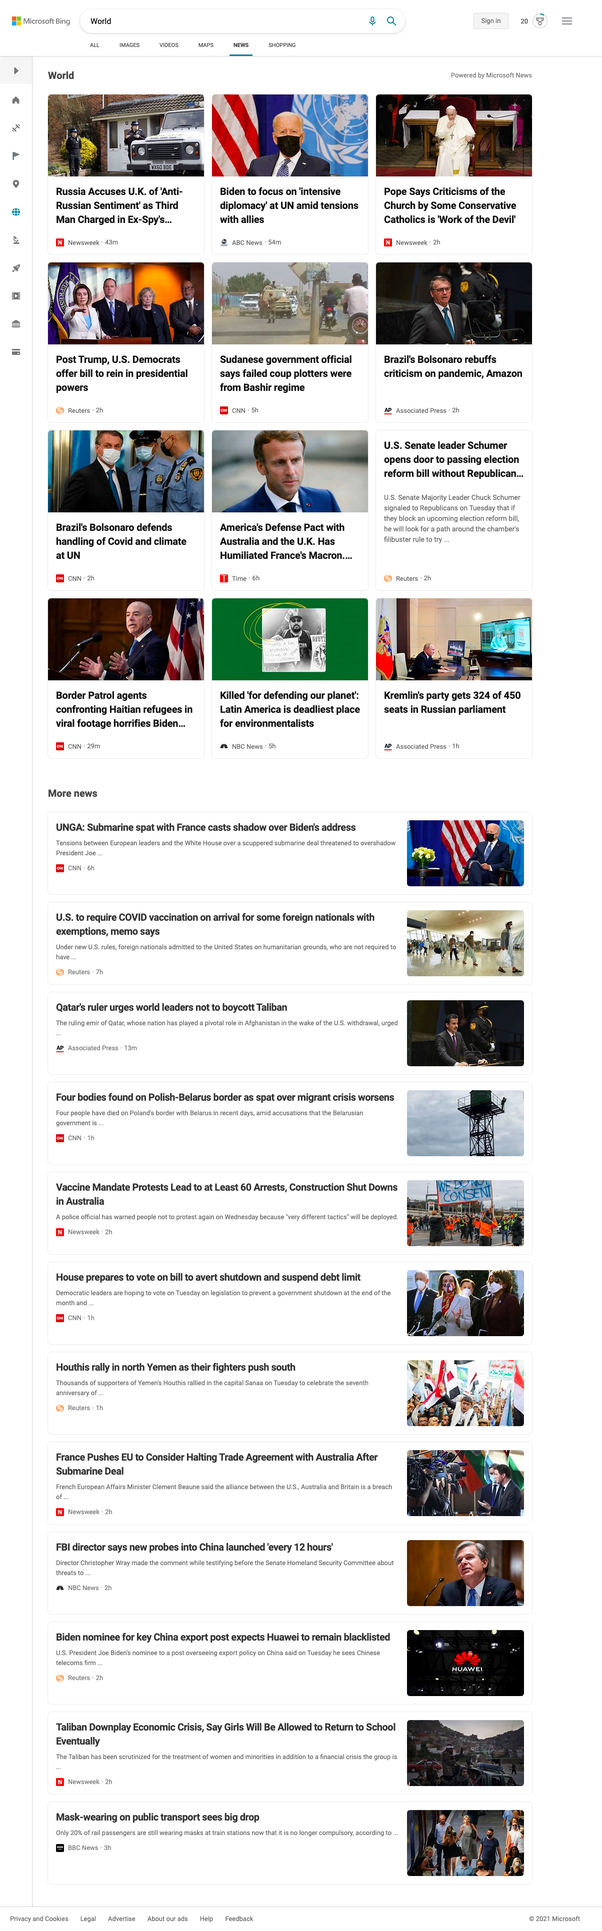 Microsoft Bing
World
Sign in
20
ALL
IMAGES
VIDEOS
MAPS
NEWS
SHOPPING
World
Powered by Microsoft News
Russia Accuses U.K. of 'Anti-
Russian Sentiment' as Third
Man Charged in Ex-Spy's...
Newsweek · 43m
Biden to focus on 'intensive
diplomacy' at UN amid tensions
with allies
ABC News · 54m
Pope Says Criticisms of the
Church by Some Conservative
Catholics is 'Work of the Devil'
Newsweek · 2h
Post Trump, U.S. Democrats
offer bill to rein in presidential
powers
Reuters · 2h
Sudanese government official
says failed coup plotters were
from Bashir regime
CNN · 5h
Brazil's Bolsonaro rebuffs
criticism on pandemic, Amazon
Associated Press · 2h
Brazil's Bolsonaro defends
handling of Covid and climate
at UN
CNN · 2h
America's Defense Pact with
Australia and the U.K. Has
Humiliated France's Macron....
Time · 6h
U.S. Senate leader Schumer
opens door to passing election
reform bill without Republican...
U.S. Senate Majority Leader Chuck Schumer
signaled to Republicans on Tuesday that if
they block an upcoming election reform bill,
he will look for a path around the chamber's
filibuster rule to try ...
Reuters · 2h
Border Patrol agents
confronting Haitian refugees in
viral footage horrifies Biden...
CNN · 29m
Killed 'for defending our planet':
Latin America is deadliest place
for environmentalists
NBC News · 5h
Kremlin's party gets 324 of 450
seats in Russian parliament
Associated Press · 1h
More news
UNGA: Submarine spat with France casts shadow over Biden's address
Tensions between European leaders and the White House over a scuppered submarine deal threatened to overshadow
President Joe ...
CNN · 6h
U.S. to require COVID vaccination on arrival for some foreign nationals with
exemptions, memo says
Under new U.S. rules, foreign nationals admitted to the United States on humanitarian grounds, who are not required to
have ...
Reuters · 7h
Qatar's ruler urges world leaders not to boycott Taliban
The ruling emir of Qatar, whose nation has played a pivotal role in Afghanistan in the wake of the U.S. withdrawal, urged
...
Associated Press · 13m
Four bodies found on Polish-Belarus border as spat over migrant crisis worsens
Four people have died on Poland's border with Belarus in recent days, amid accusations that the Belarusian
government is ...
CNN · 1h
Vaccine Mandate Protests Lead to at Least 60 Arrests, Construction Shut Downs
in Australia
A police official has warned people not to protest again on Wednesday because "very different tactics" will be deployed.
Newsweek · 2h
CONSENT
House prepares to vote on bill to avert shutdown and suspend debt limit
Democratic leaders are hoping to vote on Tuesday on legislation to prevent a government shutdown at the end of the
month and ...
CNN · 1h
Houthis rally in north Yemen as their fighters push south
Thousands of supporters of Yemen's Houthis rallied in the capital Sanaa on Tuesday to celebrate the seventh
anniversary of ...
Reuters · 1h
France Pushes EU to Consider Halting Trade Agreement with Australia After
Submarine Deal
French European Affairs Minister Clement Beaune said the alliance between the U.S., Australia and Britain is a breach
of ...
Newsweek · 2h
FBI director says new probes into China launched 'every 12 hours'
Director Christopher Wray made the comment while testifying before the Senate Homeland Security Committee about
threats to ...
NBC News · 2h
Biden nominee for key China export post expects Huawei to remain blacklisted
U.S. President Joe Biden's nominee to a post overseeing export policy on China said on Tuesday he sees Chinese
telecoms firm ...
Reuters · 2h
HUAWEI
Taliban Downplay Economic Crisis, Say Girls Will Be Allowed to Return to School
Eventually
The Taliban has been scrutinized for the treatment of women and minorities in addition to a financial crisis the group is
...
Newsweek · 2h
Mask-wearing on public transport sees big drop
Only 20% of rail passengers are still wearing masks at train stations now that it is no longer compulsory, according to ...
BBC News · 3h
Privacy and Cookies
Legal
Advertise
About our ads
Help
Feedback
© 2021 Microsoft